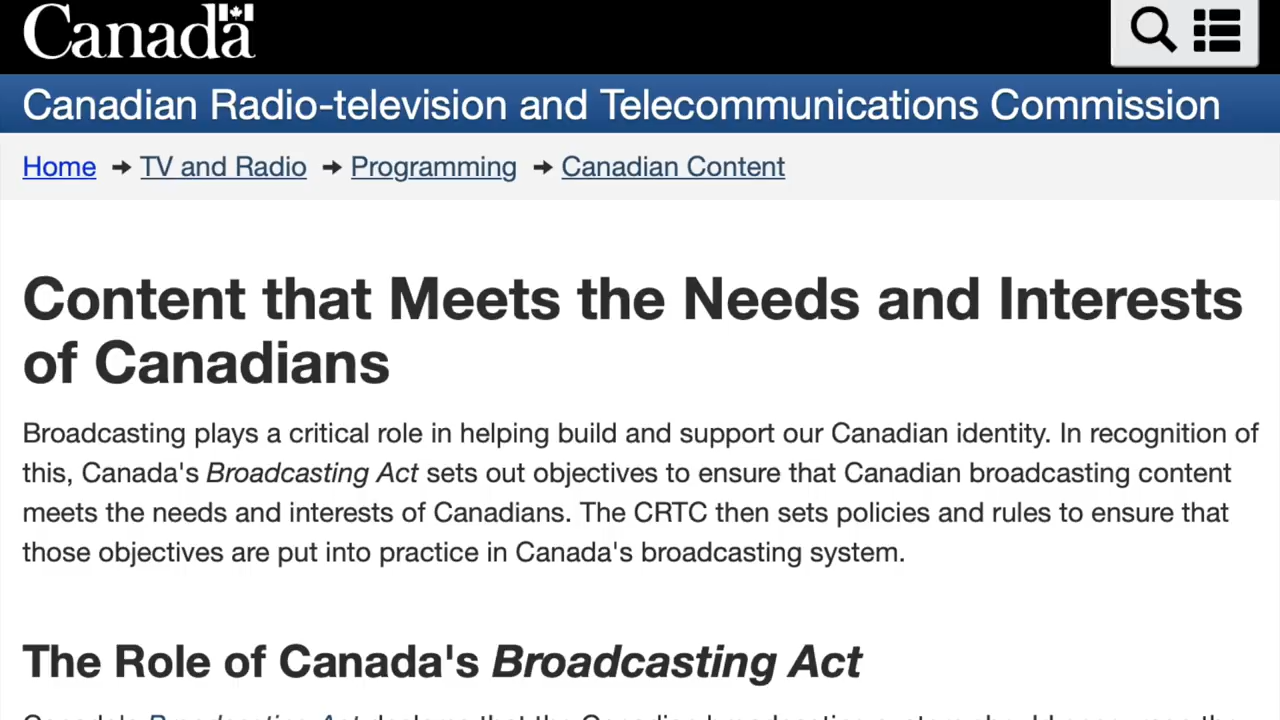 Canada
Canadian Radio-television and Telecommunications Commission
Home → TV and Radio → Programming → Canadian Content
Content that Meets the Needs and Interests
of Canadians
Broadcasting plays a critical role in helping build and support our Canadian identity. In recognition of
this, Canada's Broadcasting Act sets out objectives to ensure that Canadian broadcasting content
meets the needs and interests of Canadians. The CRTC then sets policies and rules to ensure that
those objectives are put into practice in Canada's broadcasting system.
The Role of Canada's Broadcasting Act